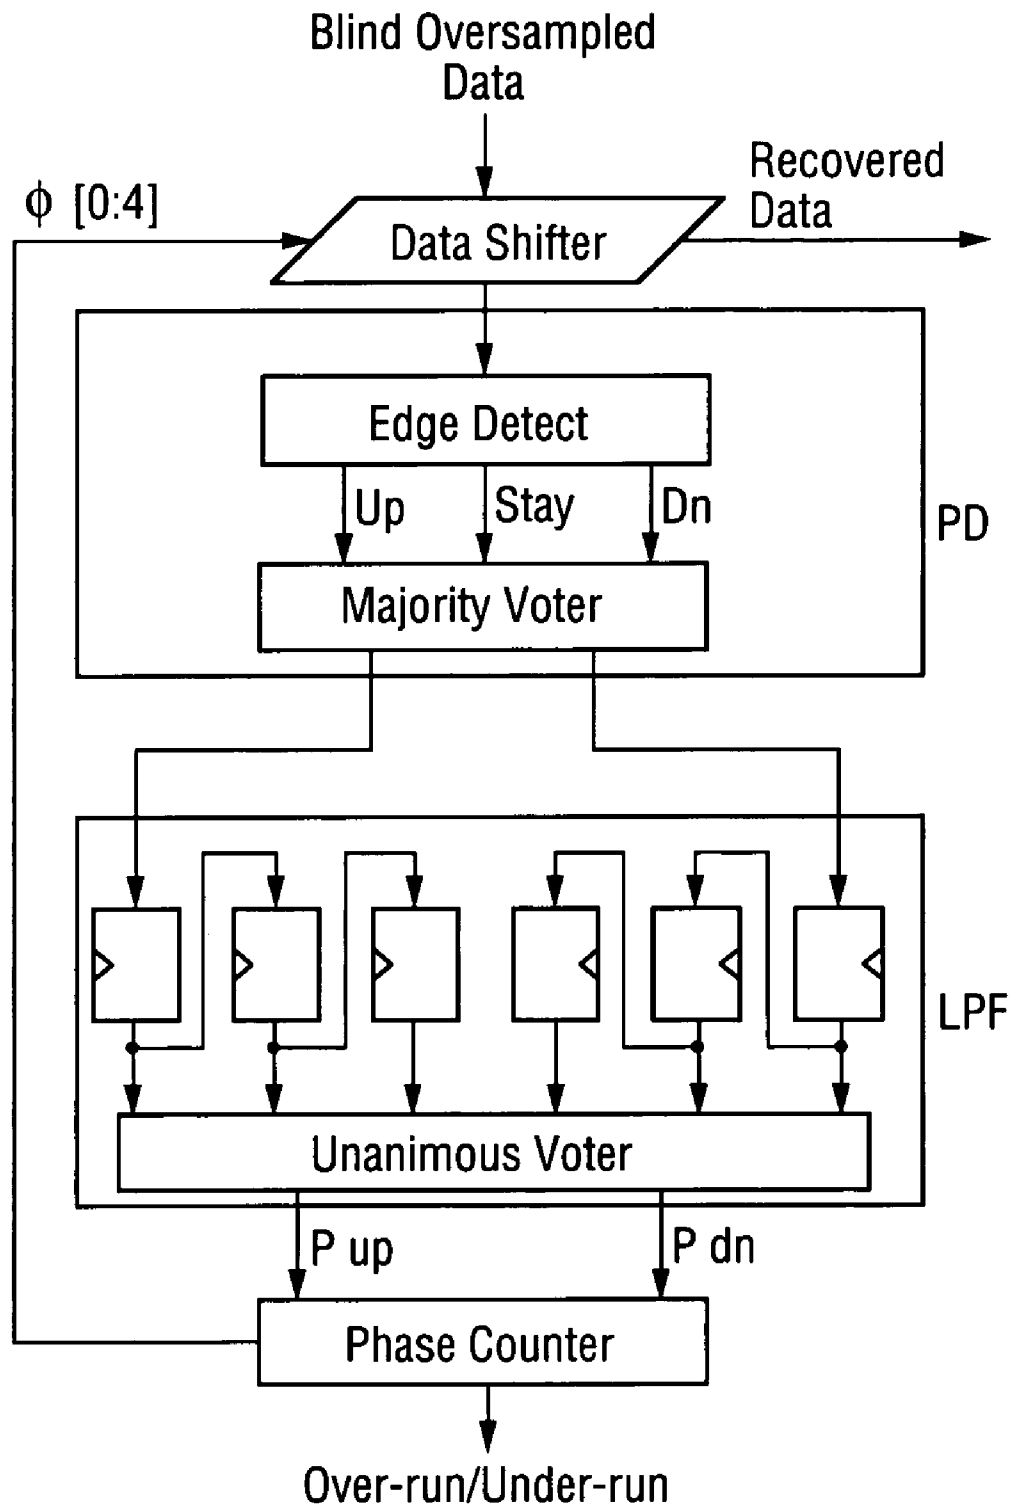 Blind Oversampled
Data
Recovered
Data
ϕ [0:4]
Data Shifter
Edge Detect
Up
Stay
Dn
PD
Majority Voter
LPF
Unanimous Voter
P up
P dn
Phase Counter
Over-run/Under-run